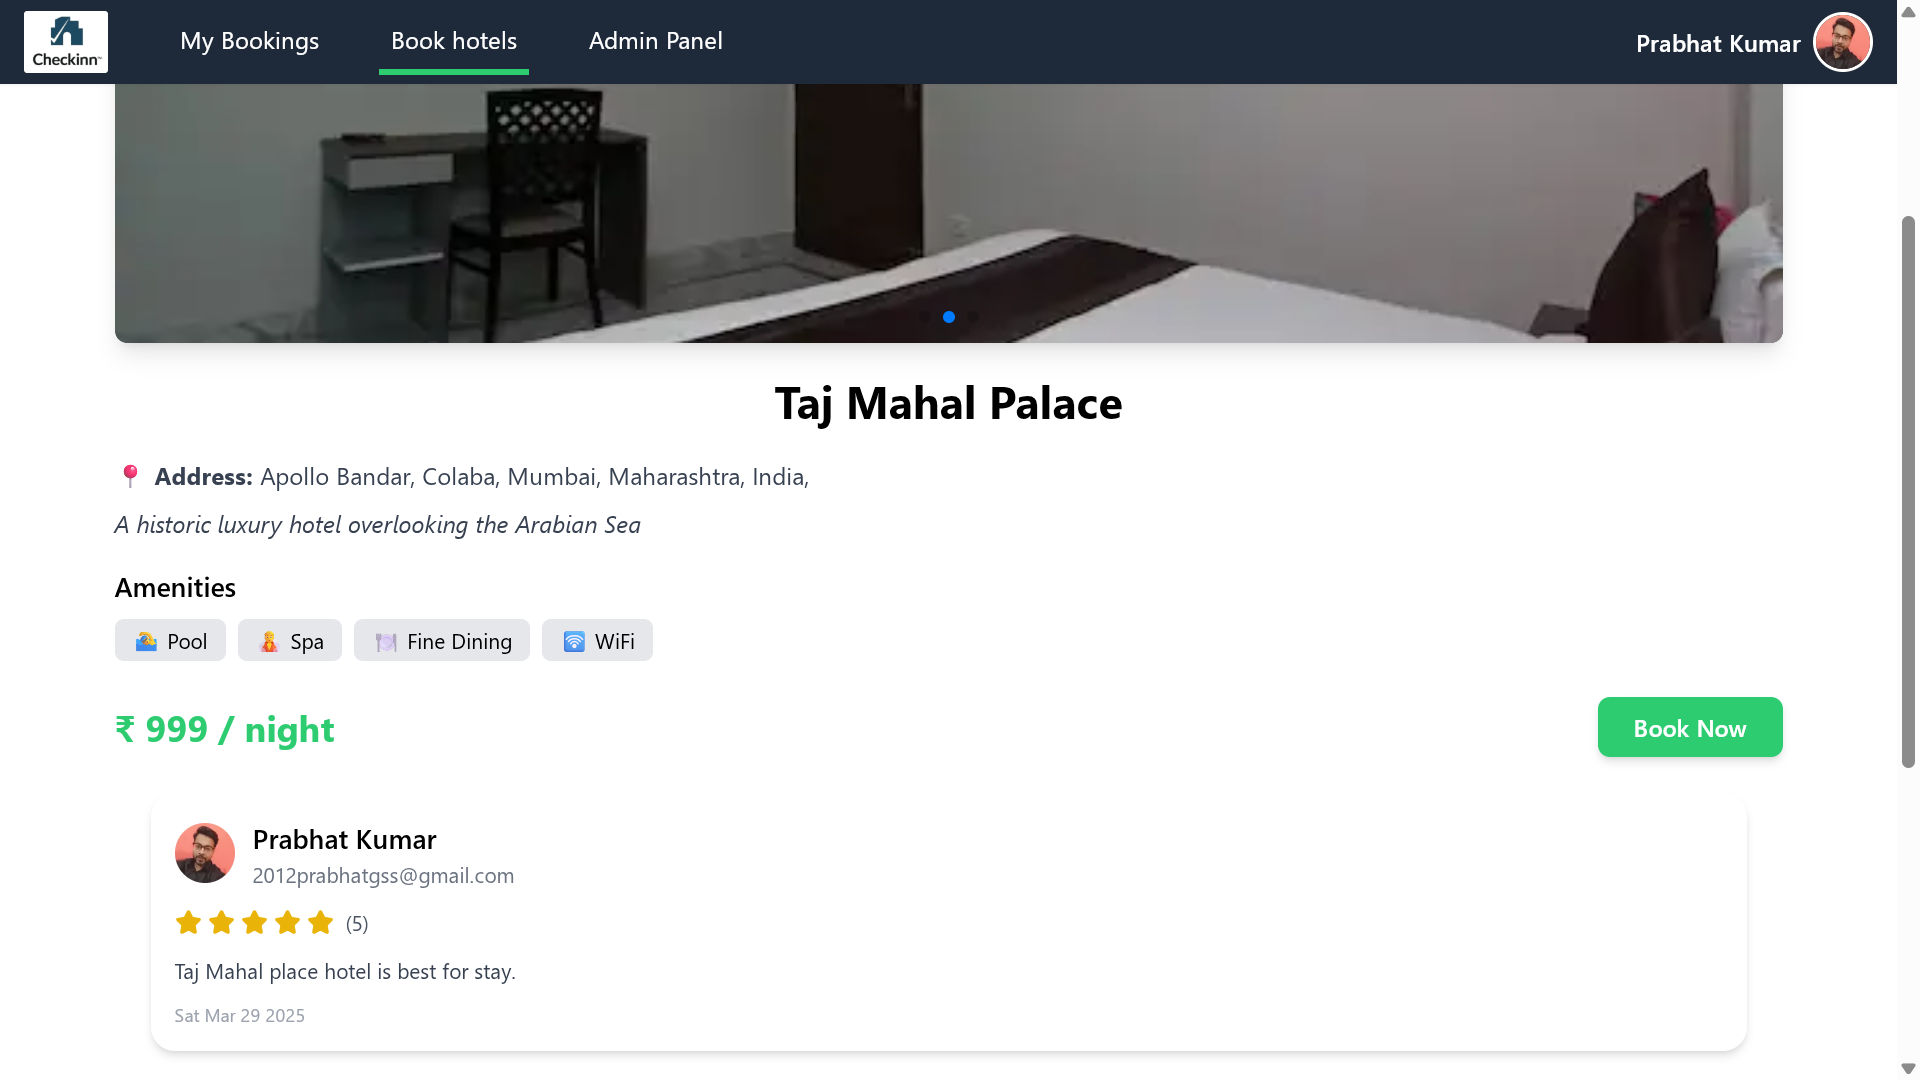 Checkinn™
My Bookings
Book hotels
Admin Panel
Prabhat Kumar
Taj Mahal Palace
📍 Address: Apollo Bandar, Colaba, Mumbai, Maharashtra, India,
A historic luxury hotel overlooking the Arabian Sea
Amenities
Pool
Spa
Fine Dining
WiFi
₹ 999 / night
Book Now
Prabhat Kumar
2012prabhatgss@gmail.com
(5)
Taj Mahal place hotel is best for stay.
Sat Mar 29 2025